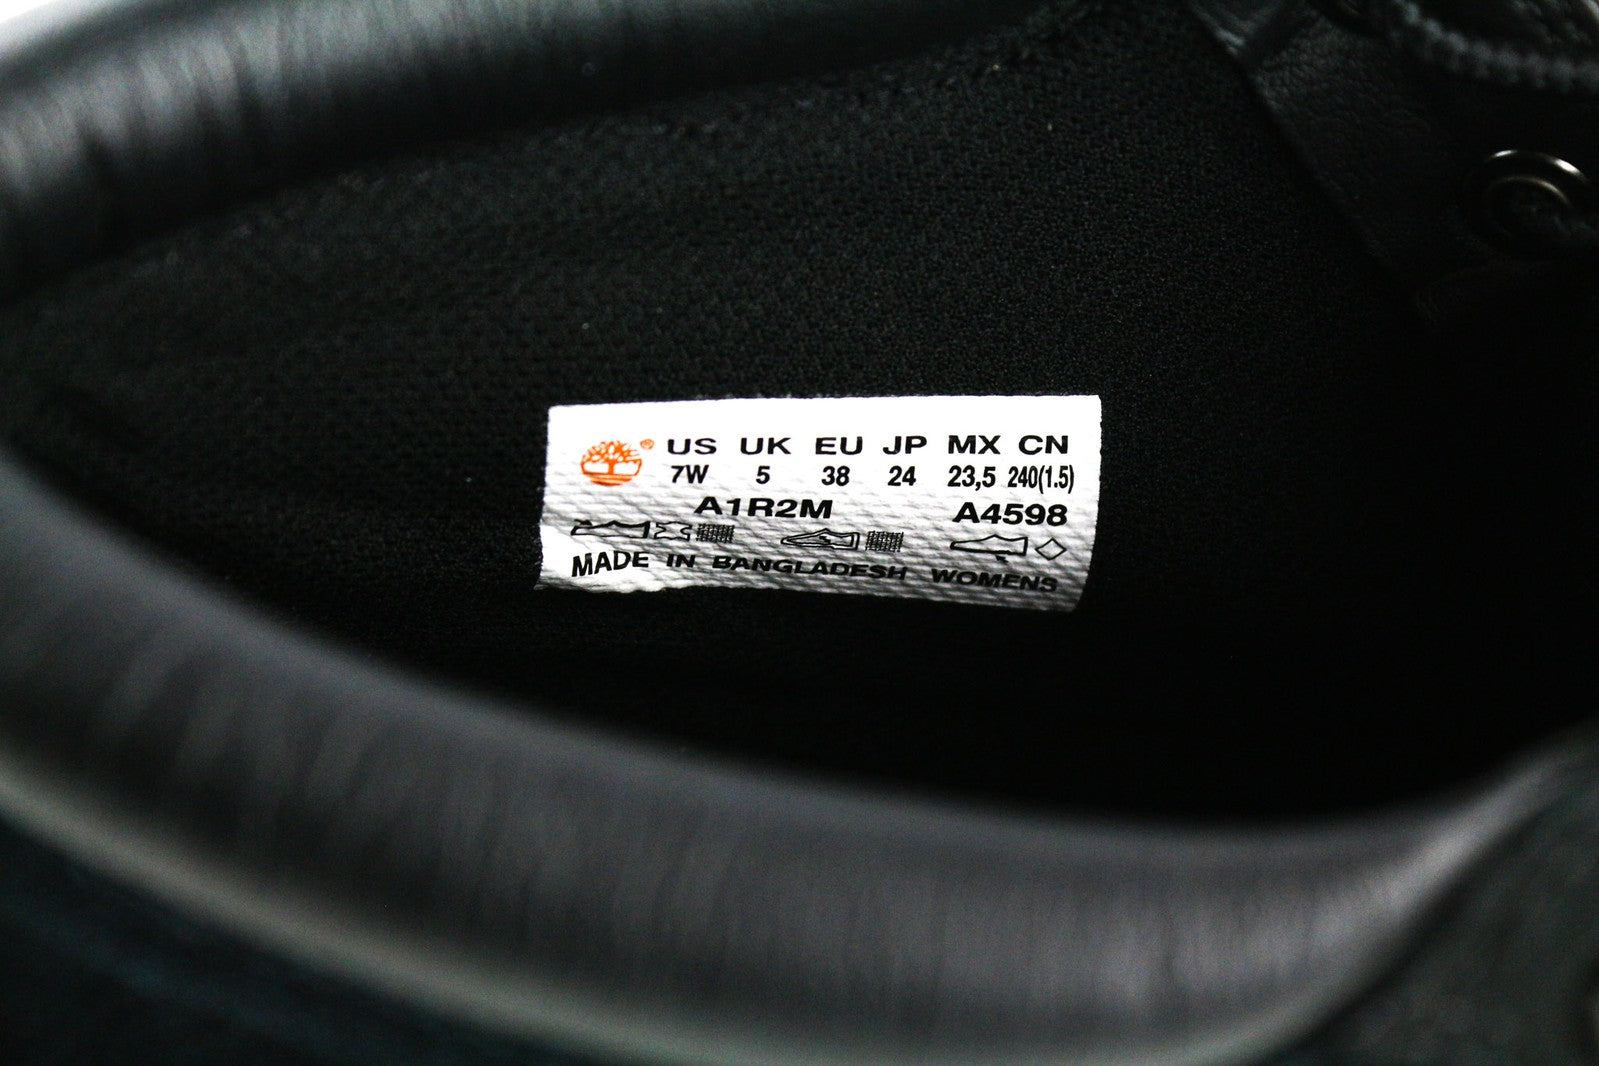 ® US UK EU JP MX CN
7W 5 38 24 23,5 240(1.5)
A1R2M A4598
MADE IN BANGLADESH WOMENS